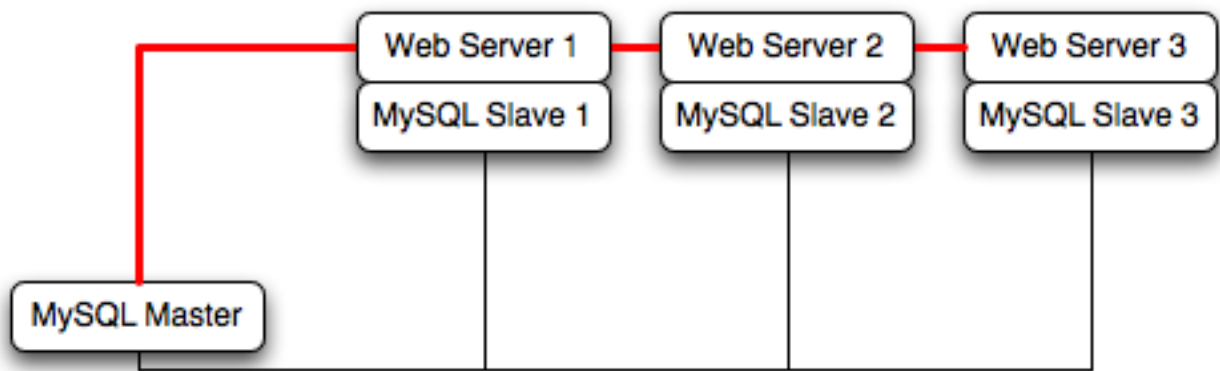 Web Server 1
Web Server 2
Web Server 3
MySQL Slave 1
MySQL Slave 2
MySQL Slave 3
MySQL Master